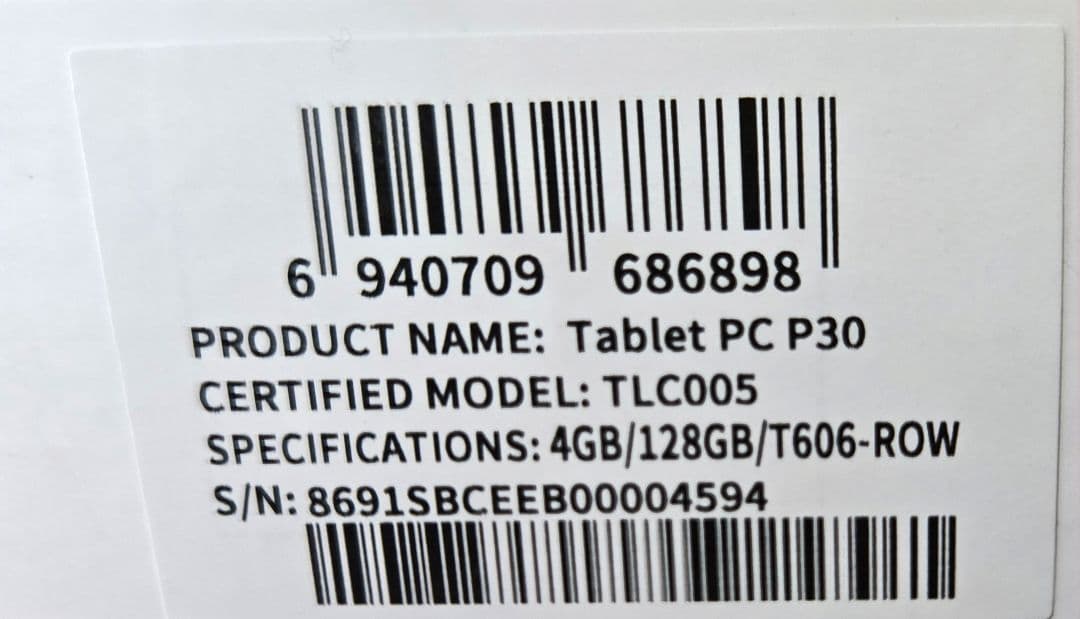 6 940709 686898
PRODUCT NAME: Tablet PC P30
CERTIFIED MODEL: TLC005
SPECIFICATIONS: 4GB/128GB/T606-ROW
S/N: 8691SBCEEB00004594